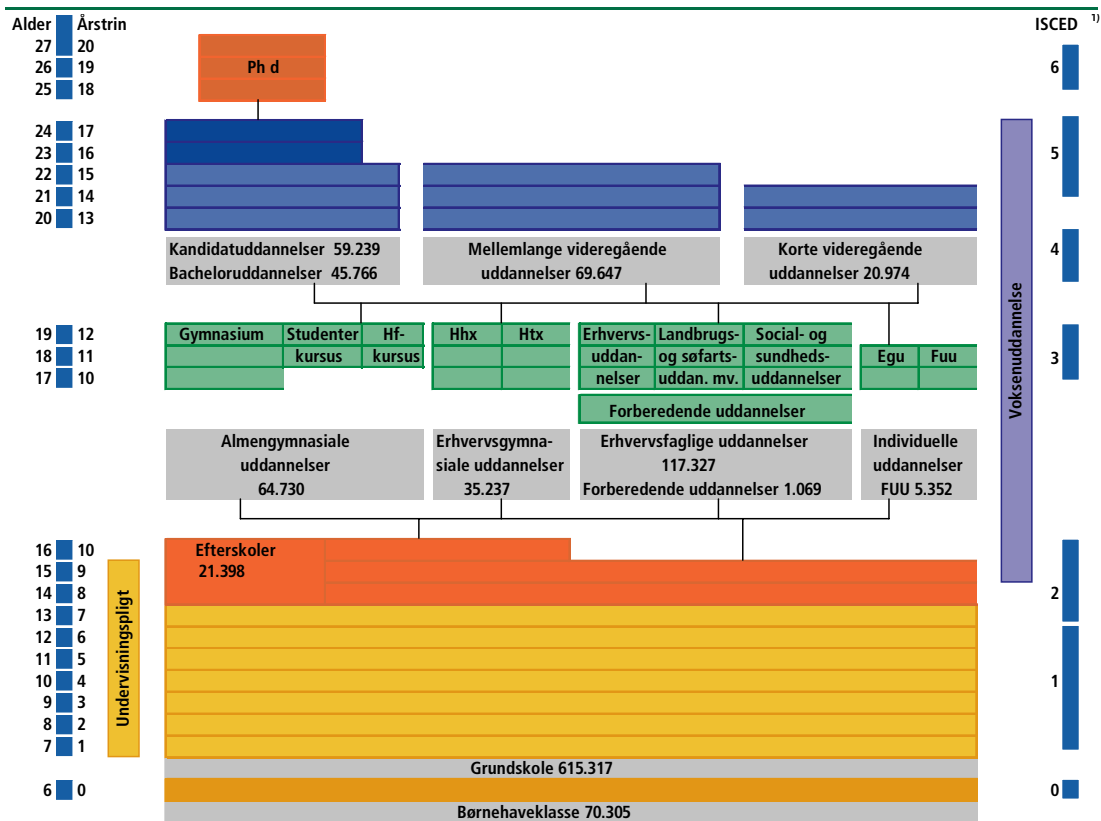 Alder Årstrin
ISCED 1)
27 20
26 19
25 18
Ph d
6
24 17
23 16
22 15
21 14
20 13
5
Kandidatuddannelser 59.239
Bacheloruddannelser 45.766
Mellemlange videregående
uddannelser 69.647
Korte videregående
uddannelser 20.974
4
19 12
18 11
17 10
Gymnasium
Studenter
kursus
Hf-
kursus
Hhx
Htx
Erhvervs-
uddan-
nelser
Landbrugs-
og søfarts-
uddan. mv.
Social- og
sundheds-
uddannelser
Egu
Fuu
3
Forberedende uddannelser
Voksenuddannelse
Almengymnasiale
uddannelser
64.730
Erhvervsgymna-
siale uddannelser
35.237
Erhvervsfaglige uddannelser
117.327
Forberedende uddannelser 1.069
Individuelle
uddannelser
FUU 5.352
16 10
15 9
14 8
13 7
12 6
11 5
10 4
9 3
8 2
7 1
Undervisningspligt
Efterskoler
21.398
2
1
Grundskole 615.317
6 0
0
Børnehaveklasse 70.305